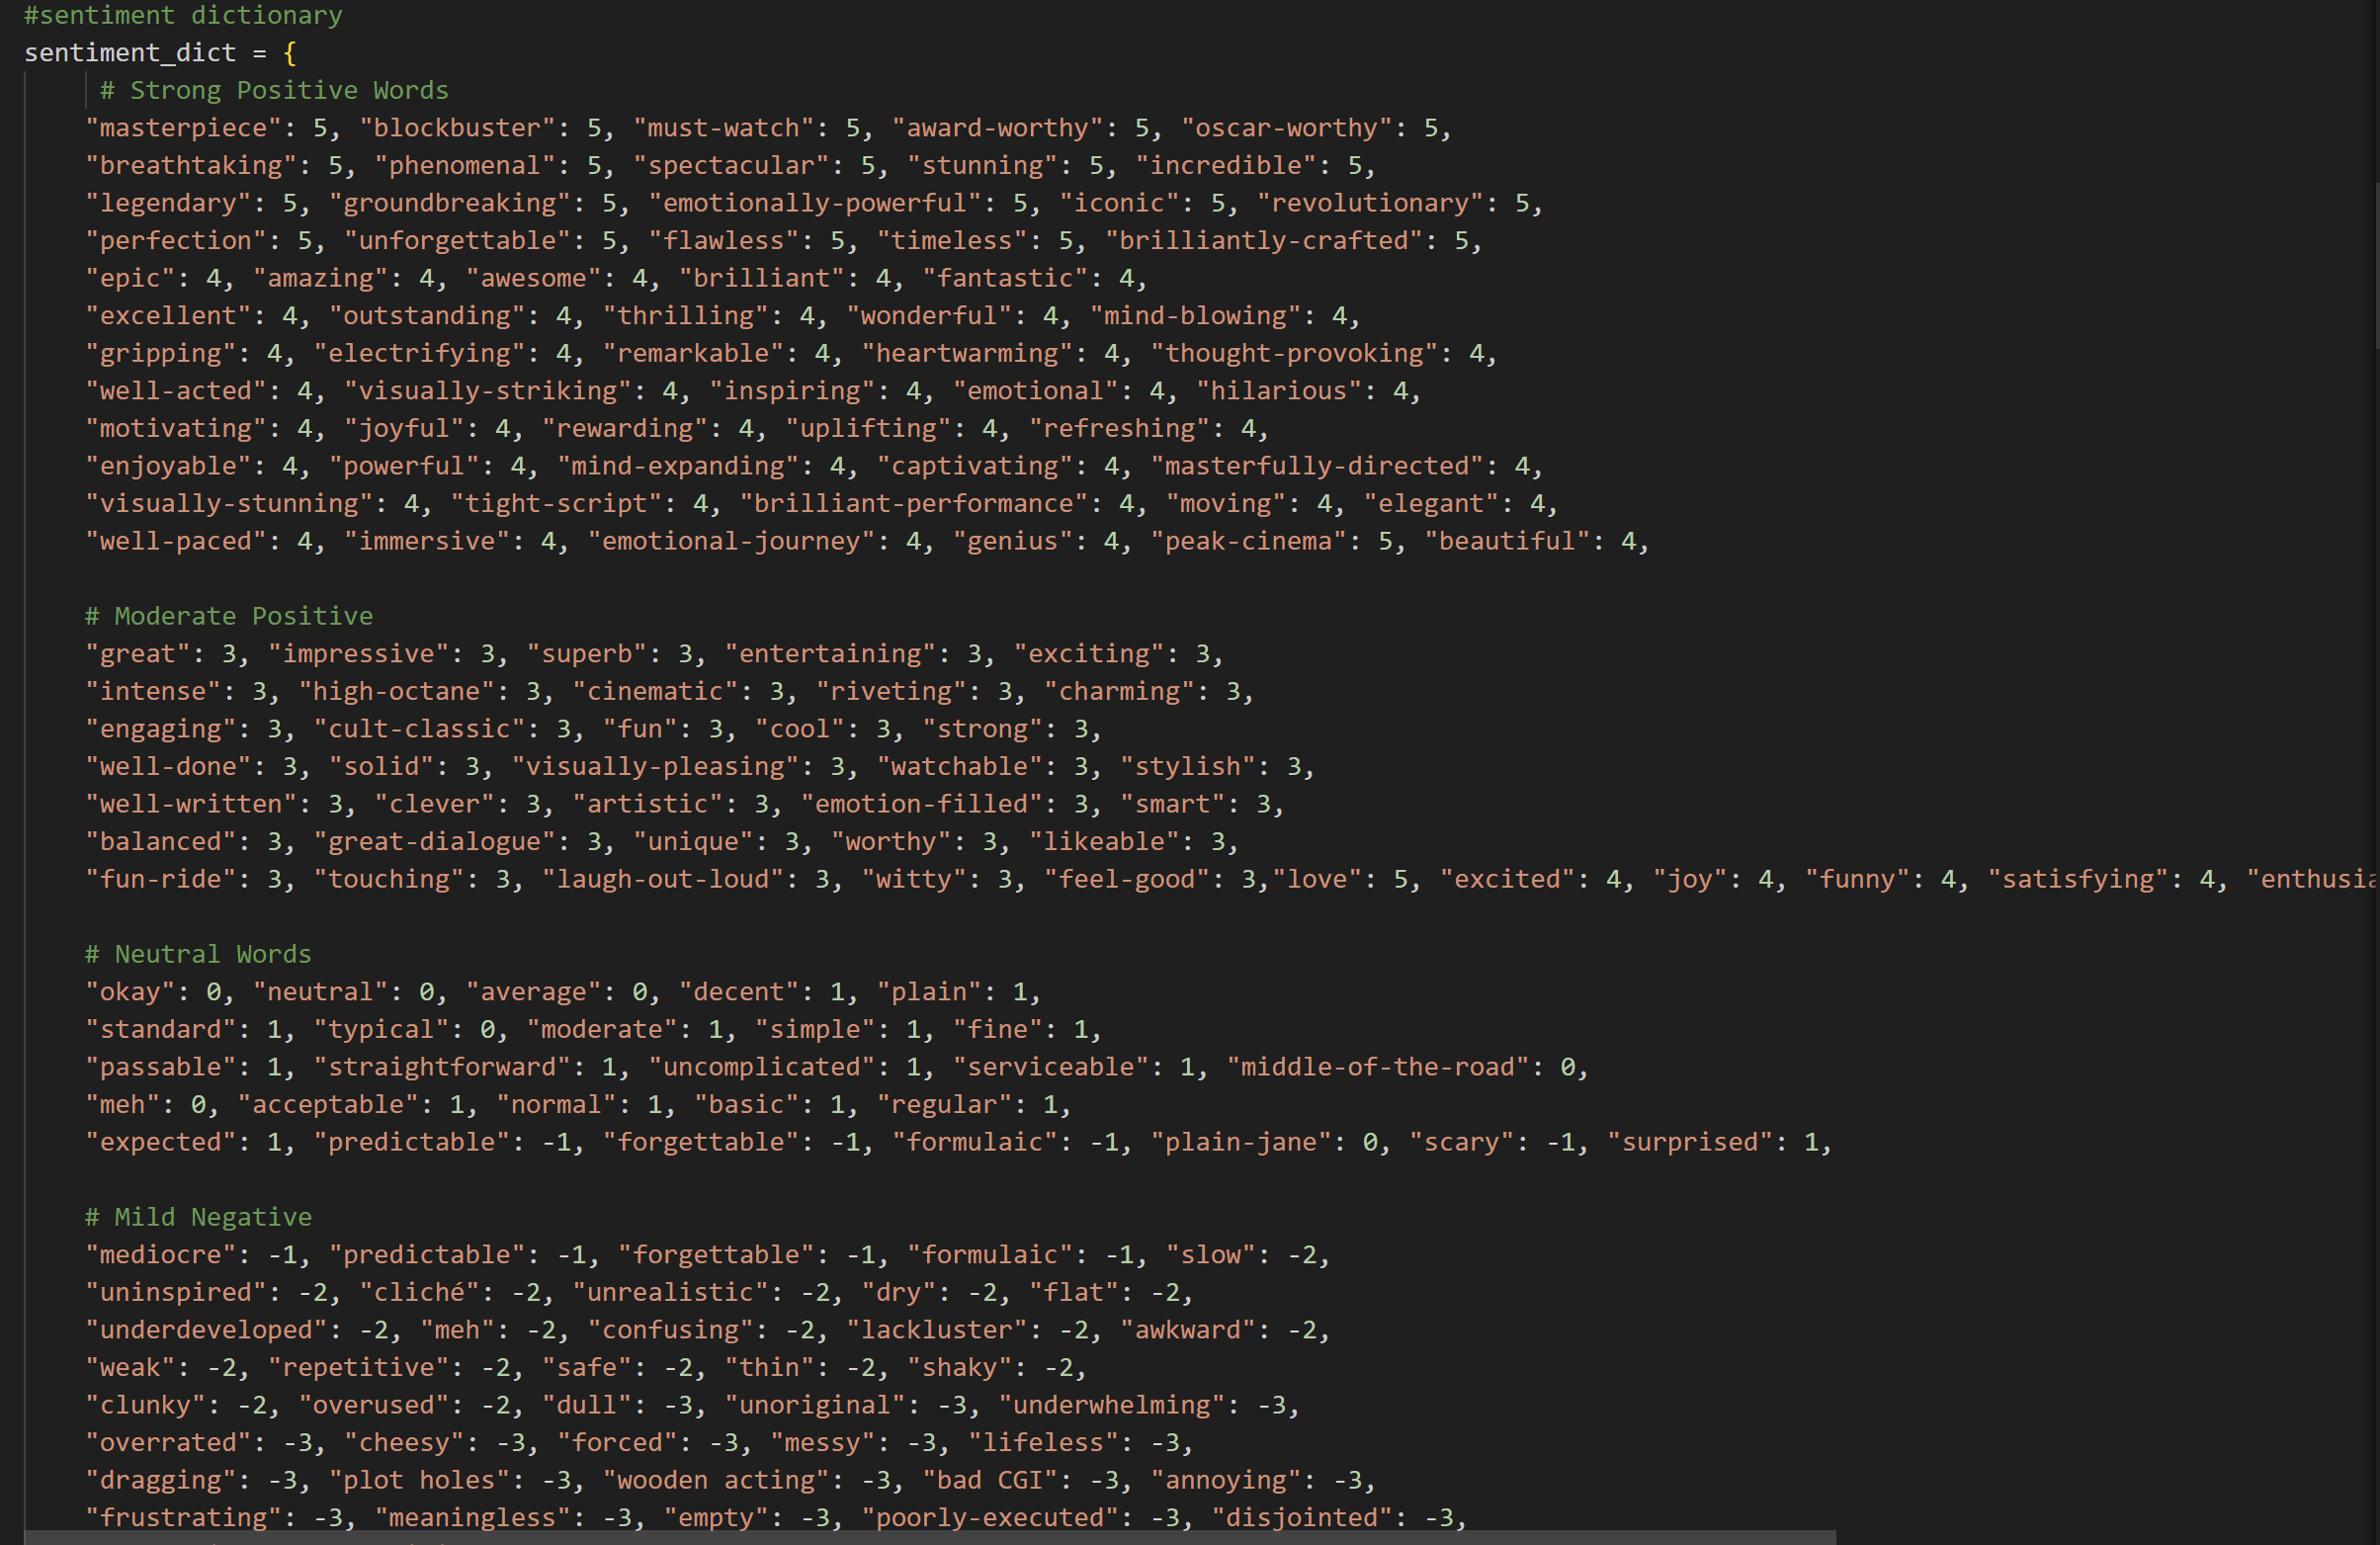 #sentiment dictionary
sentiment_dict = {
# Strong Positive Words
"masterpiece": 5, "blockbuster": 5, "must-watch": 5, "award-worthy": 5, "oscar-worthy": 5,
"breathtaking": 5, "phenomenal": 5, "spectacular": 5, "stunning": 5, "incredible": 5,
"legendary": 5, "groundbreaking": 5, "emotionally-powerful": 5, "iconic": 5, "revolutionary": 5,
"perfection": 5, "unforgettable": 5, "flawless": 5, "timeless": 5, "brilliantly-crafted": 5,
"epic": 4, "amazing": 4, "awesome": 4, "brilliant": 4, "fantastic": 4,
"excellent": 4, "outstanding": 4, "thrilling": 4, "wonderful": 4, "mind-blowing": 4,
"gripping": 4, "electrifying": 4, "remarkable": 4, "heartwarming": 4, "thought-provoking": 4,
"well-acted": 4, "visually-striking": 4, "inspiring": 4, "emotional": 4, "hilarious": 4,
"motivating": 4, "joyful": 4, "rewarding": 4, "uplifting": 4, "refreshing": 4,
"enjoyable": 4, "powerful": 4, "mind-expanding": 4, "captivating": 4, "masterfully-directed": 4,
"visually-stunning": 4, "tight-script": 4, "brilliant-performance": 4, "moving": 4, "elegant": 4,
"well-paced": 4, "immersive": 4, "emotional-journey": 4, "genius": 4, "peak-cinema": 5, "beautiful": 4,
# Moderate Positive
"great": 3, "impressive": 3, "superb": 3, "entertaining": 3, "exciting": 3,
"intense": 3, "high-octane": 3, "cinematic": 3, "riveting": 3, "charming": 3,
"engaging": 3, "cult-classic": 3, "fun": 3, "cool": 3, "strong": 3,
"well-done": 3, "solid": 3, "visually-pleasing": 3, "watchable": 3, "stylish": 3,
"well-written": 3, "clever": 3, "artistic": 3, "emotion-filled": 3, "smart": 3,
"balanced": 3, "great-dialogue": 3, "unique": 3, "worthy": 3, "likeable": 3,
"fun-ride": 3, "touching": 3, "laugh-out-loud": 3, "witty": 3, "feel-good": 3,"love": 5, "excited": 4, "joy": 4, "funny": 4, "satisfying": 4,
# Neutral Words
"okay": 0, "neutral": 0, "average": 0, "decent": 1, "plain": 1,
"standard": 1, "typical": 0, "moderate": 1, "simple": 1, "fine": 1,
"passable": 1, "straightforward": 1, "uncomplicated": 1, "serviceable": 1, "middle-of-the-road": 0,
"meh": 0, "acceptable": 1, "normal": 1, "basic": 1, "regular": 1,
"expected": 1, "predictable": -1, "forgettable": -1, "formulaic": -1, "plain-jane": 0, "scary": -1, "surprised": 1,
# Mild Negative
"mediocre": -1, "predictable": -1, "forgettable": -1, "formulaic": -1, "slow": -2,
"uninspired": -2, "cliché": -2, "unrealistic": -2, "dry": -2, "flat": -2,
"underdeveloped": -2, "meh": -2, "confusing": -2, "lackluster": -2, "awkward": -2,
"weak": -2, "repetitive": -2, "safe": -2, "thin": -2, "shaky": -2,
"clunky": -2, "overused": -2, "dull": -3, "unoriginal": -3, "underwhelming": -3,
"overrated": -3, "cheesy": -3, "forced": -3, "messy": -3, "lifeless": -3,
"dragging": -3, "plot holes": -3, "wooden acting": -3, "bad CGI": -3, "annoying": -3,
"frustrating": -3, "meaningless": -3, "empty": -3, "poorly-executed": -3, "disjointed": -3,